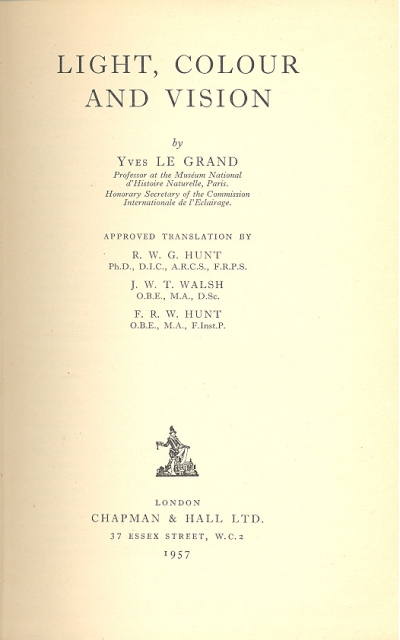 LIGHT, COLOUR
AND VISION
by
YVES LE GRAND
Professor at the Muséum National
d'Histoire Naturelle, Paris.
Honorary Secretary of the Commission
Internationale de l'Eclairage.
APPROVED TRANSLATION BY
R. W. G. HUNT
Ph.D., D.I.C., A.R.C.S., F.R.P.S.
J. W. T. WALSH
O.B.E., M.A., D.Sc.
F. R. W. HUNT
O.B.E., M.A., F.Inst.P.
LONDON
CHAPMAN & HALL LTD.
37 ESSEX STREET, W.C.2
1957